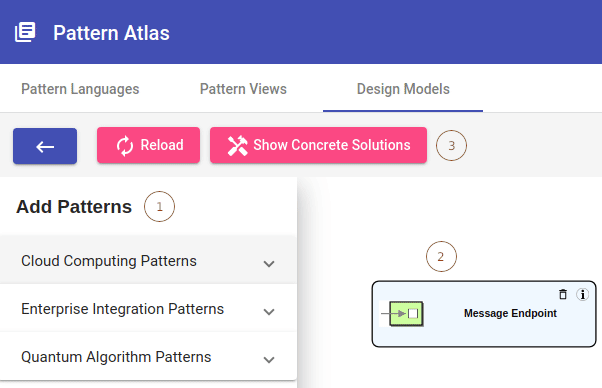 Pattern Atlas
Pattern Languages Pattern Views Design Models
Reload Show Concrete Solutions 3
Add Patterns 1
Cloud Computing Patterns
2
Message Endpoint
Enterprise Integration Patterns
Quantum Algorithm Patterns